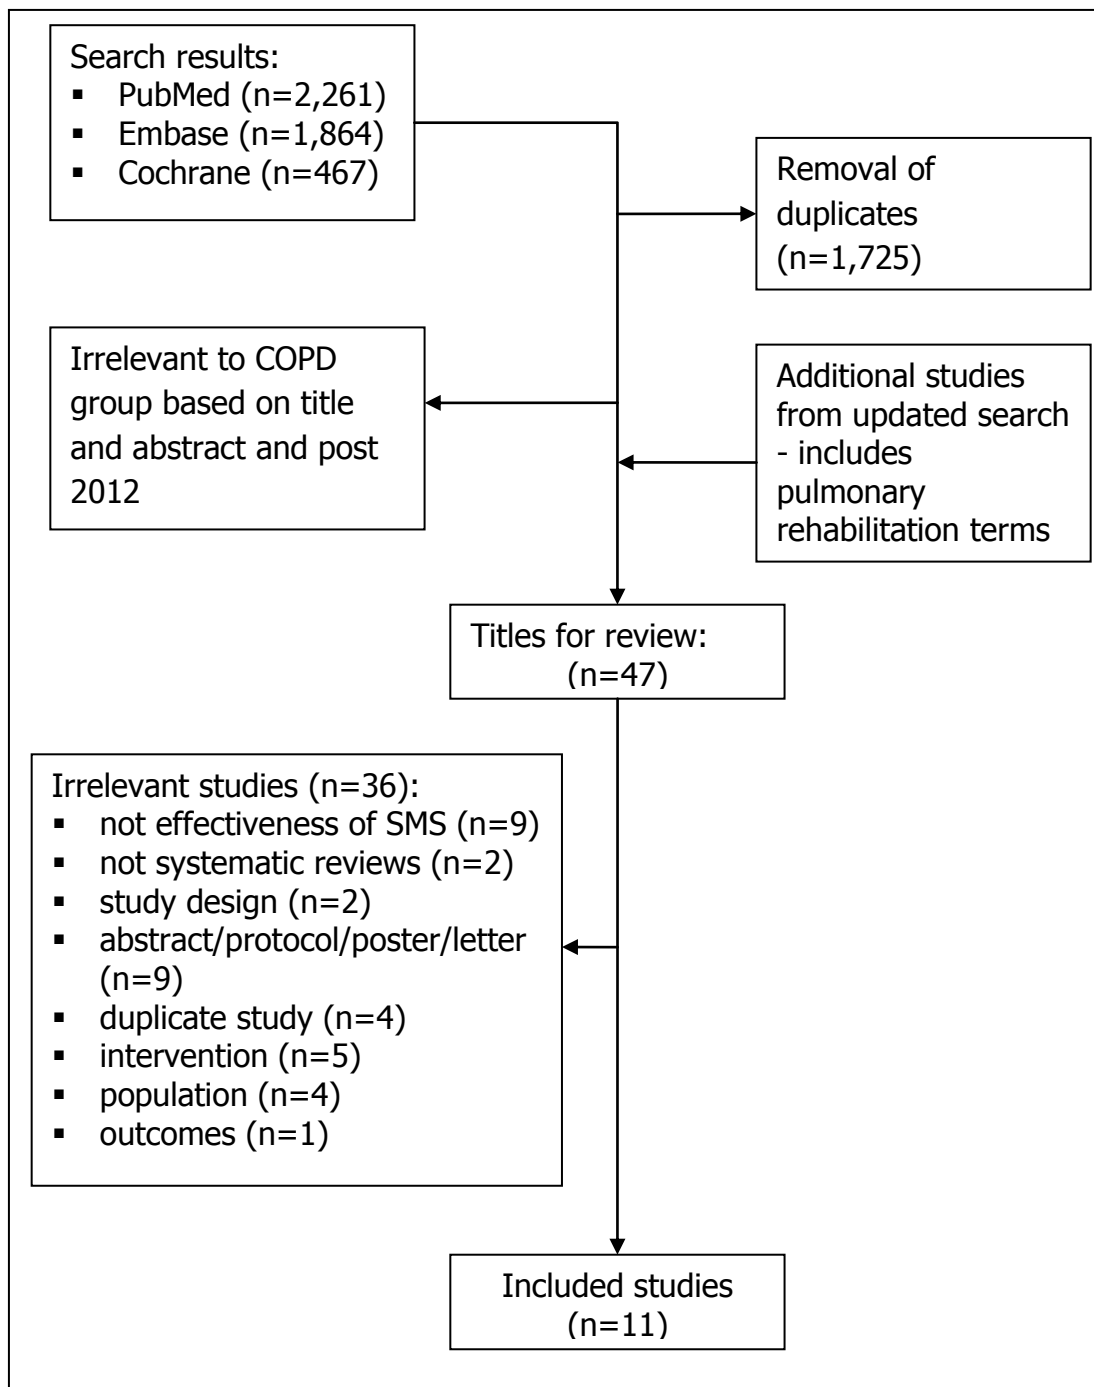 Search results:
▪ PubMed (n=2,261)
▪ Embase (n=1,864)
▪ Cochrane (n=467)
Removal of
duplicates
(n=1,725)
Irrelevant to COPD
group based on title
and abstract and post
2012
Additional studies
from updated search
- includes
pulmonary
rehabilitation terms
Titles for review:
(n=47)
Irrelevant studies (n=36):
▪ not effectiveness of SMS (n=9)
▪ not systematic reviews (n=2)
▪ study design (n=2)
▪ abstract/protocol/poster/letter
(n=9)
▪ duplicate study (n=4)
▪ intervention (n=5)
▪ population (n=4)
▪ outcomes (n=1)
Included studies
(n=11)